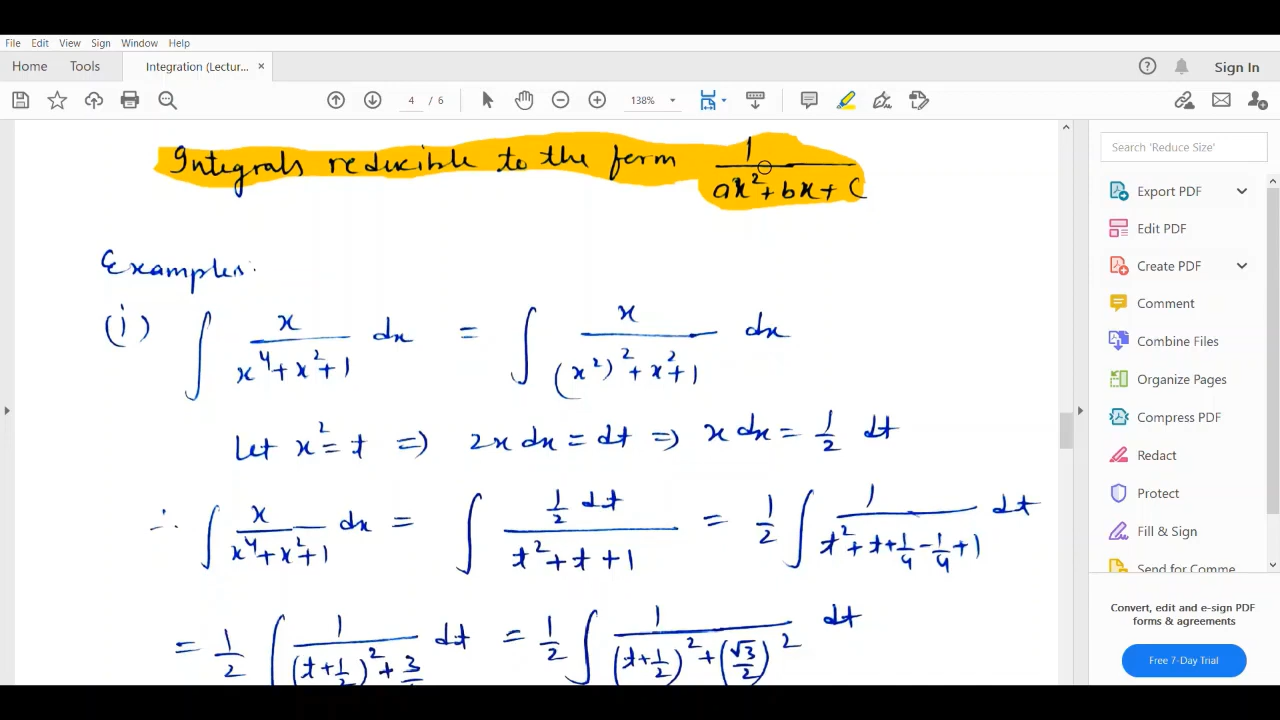 File Edit View Sign Window Help
Home Tools Integration (Lectur... × Sign In
4 / 6 138%
Integrals reducible to the form 1/(ax²+bx+c)
Examples:
(i) ∫ x/(x⁴+x²+1) dx = ∫ x/((x²)²+x²+1) dx
Let x²=t => 2x dx = dt => x dx = 1/2 dt
∴ ∫ x/(x⁴+x²+1) dx = ∫ (1/2 dt)/(t²+t+1) = 1/2 ∫ 1/(t²+t+1/4-1/4+1) dt
= 1/2 ∫ 1/((t+1/2)²+3/ dt = 1/2 ∫ 1/((t+1/2)²+(√3/2)²) dt
Search 'Reduce Size'
Export PDF
Edit PDF
Create PDF
Comment
Combine Files
Organize Pages
Compress PDF
Redact
Protect
Fill & Sign
Send for Comme
Convert, edit and e-sign PDF
forms & agreements
Free 7-Day Trial